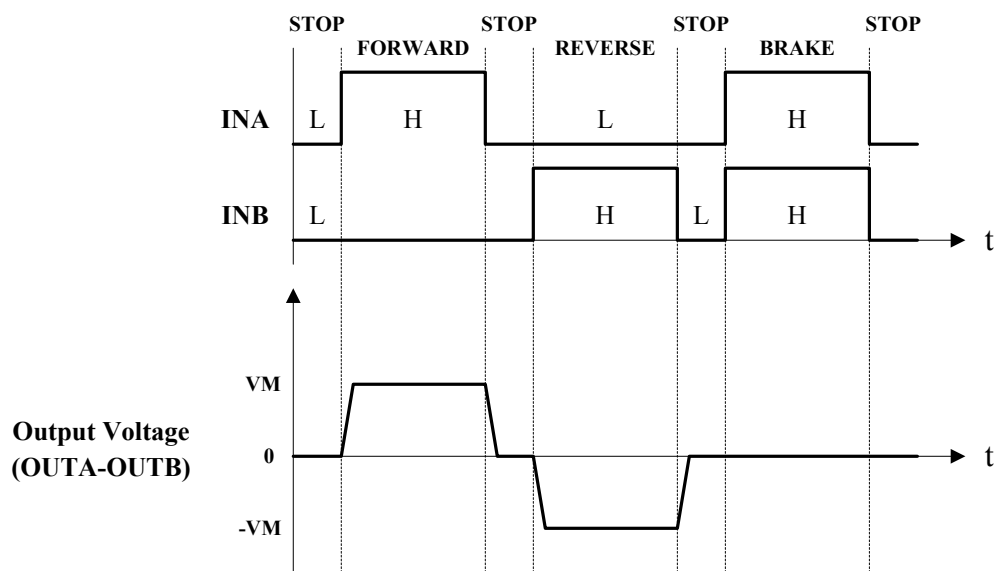 STOP STOP STOP STOP
FORWARD REVERSE BRAKE
INA L H L H
INB L H L H
t
VM
Output Voltage
(OUTA-OUTB)
0
t
-VM